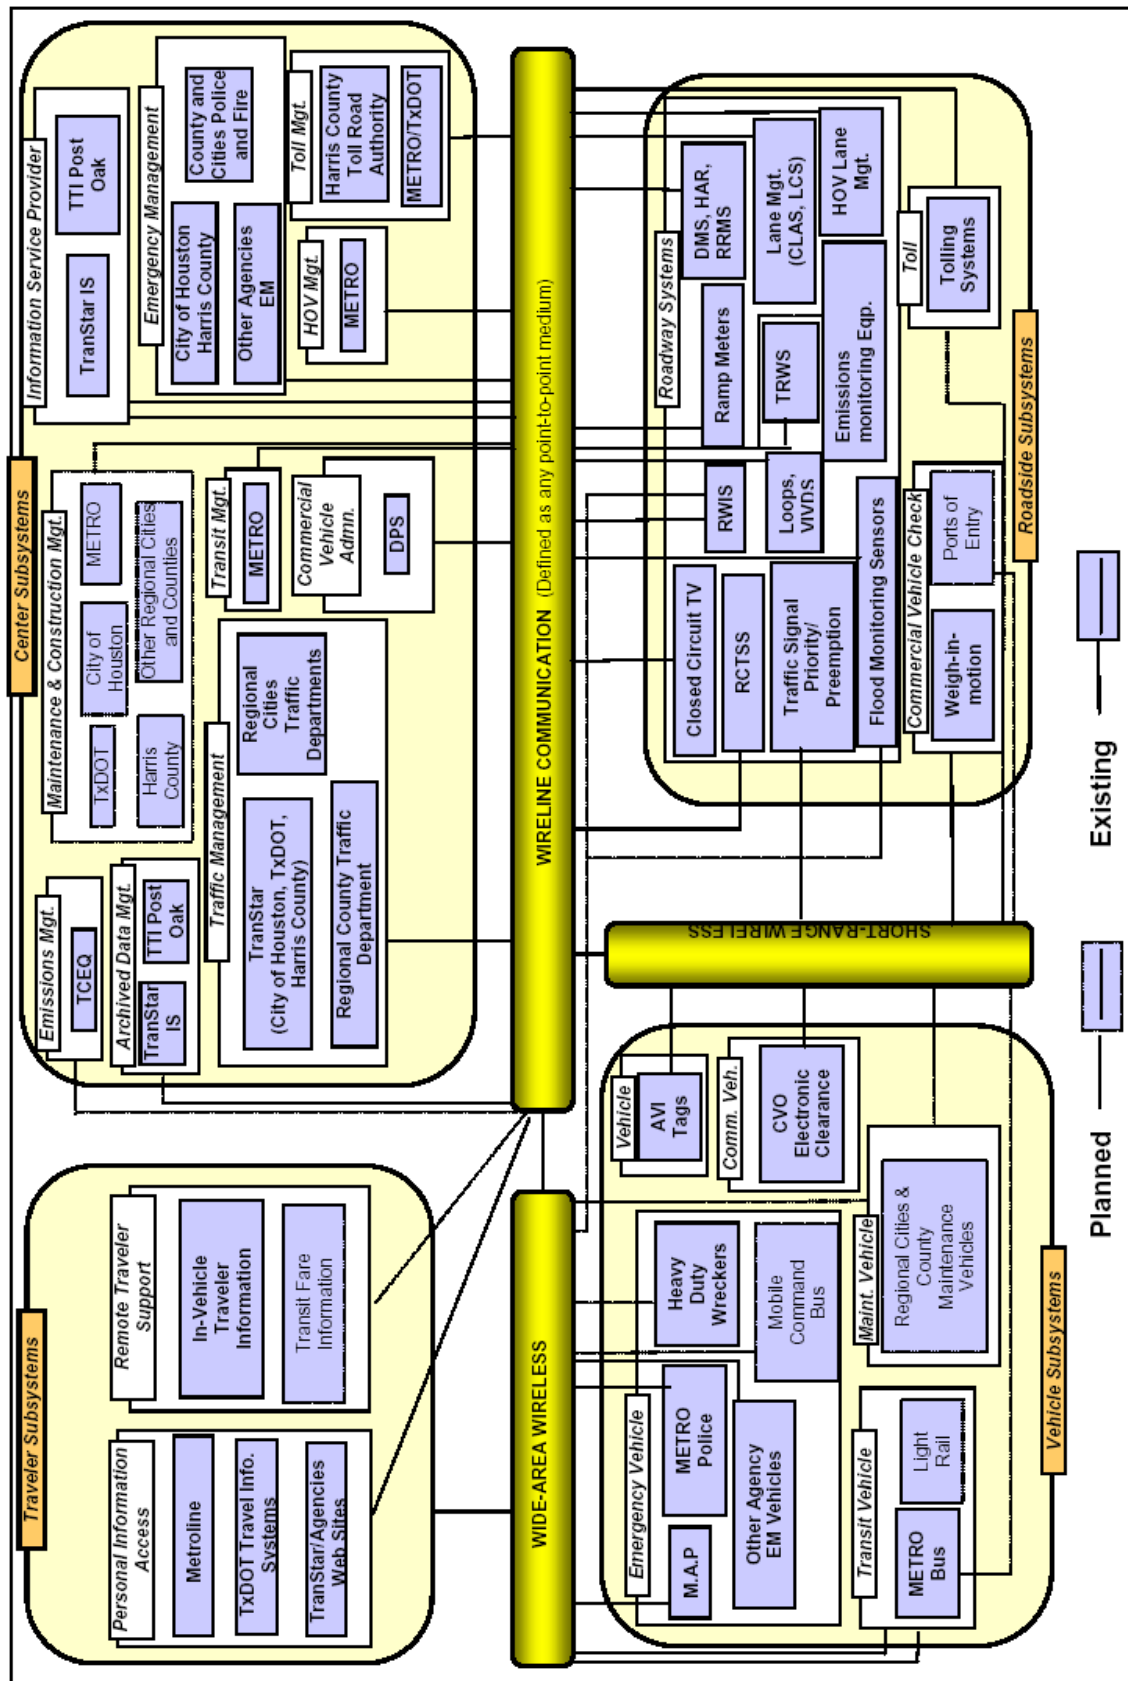 Traveler Subsystems
Personal Information
Access
Metroline
TxDOT Travel Info.
Systems
TranStar/Agencies
Web Sites
Remote Traveler
Support
In-Vehicle
Traveler
Information
Transit Fare
Information
Center Subsystems
Emissions Mgt.
TCEQ
Archived Data Mgt.
TranStar
IS
TTI Post
Oak
Maintenance & Construction Mgt.
TxDOT
City of
Houston
METRO
Harris
County
Other Regional Cities
and Counties
Traffic Management
TranStar
(City of Houston, TxDOT,
Harris County)
Regional
Cities
Traffic
Departments
Regional County Traffic
Department
Transit Mgt.
METRO
Commercial
Vehicle
Admn.
DPS
Information Service Provider
TranStar IS
TTI Post
Oak
Emergency Management
City of Houston
Harris County
County and
Cities Police
and Fire
Other Agencies
EM
HOV Mgt.
METRO
Toll Mgt.
Harris County
Toll Road
Authority
METRO/TxDOT
WIDE-AREA WIRELESS
WIRELINE COMMUNICATION (Defined as any point-to-point medium)
SHORT-RANGE WIRELESS
Emergency Vehicle
M.A.P
METRO
Police
Heavy
Duty
Wreckers
Other Agency
EM Vehicles
Mobile
Command
Bus
Vehicle
AVI
Tags
Comm. Veh.
CVO
Electronic
Clearance
Transit Vehicle
METRO
Bus
Light
Rail
Maint. Vehicle
Regional Cities &
County
Maintenance
Vehicles
Vehicle Subsystems
Roadway Systems
Closed Circuit TV
RCTSS
Traffic Signal
Priority/
Preemption
Flood Monitoring Sensors
RWIS
Loops,
VIVDS
Ramp Meters
TRWS
Emissions
monitoring Eqp.
DMS, HAR,
RRMS
Lane Mgt.
(CLAS, LCS)
HOV Lane
Mgt.
Commercial Vehicle Check
Weigh-in-
motion
Ports of
Entry
Toll
Tolling
Systems
Roadside Subsystems
Planned
Existing